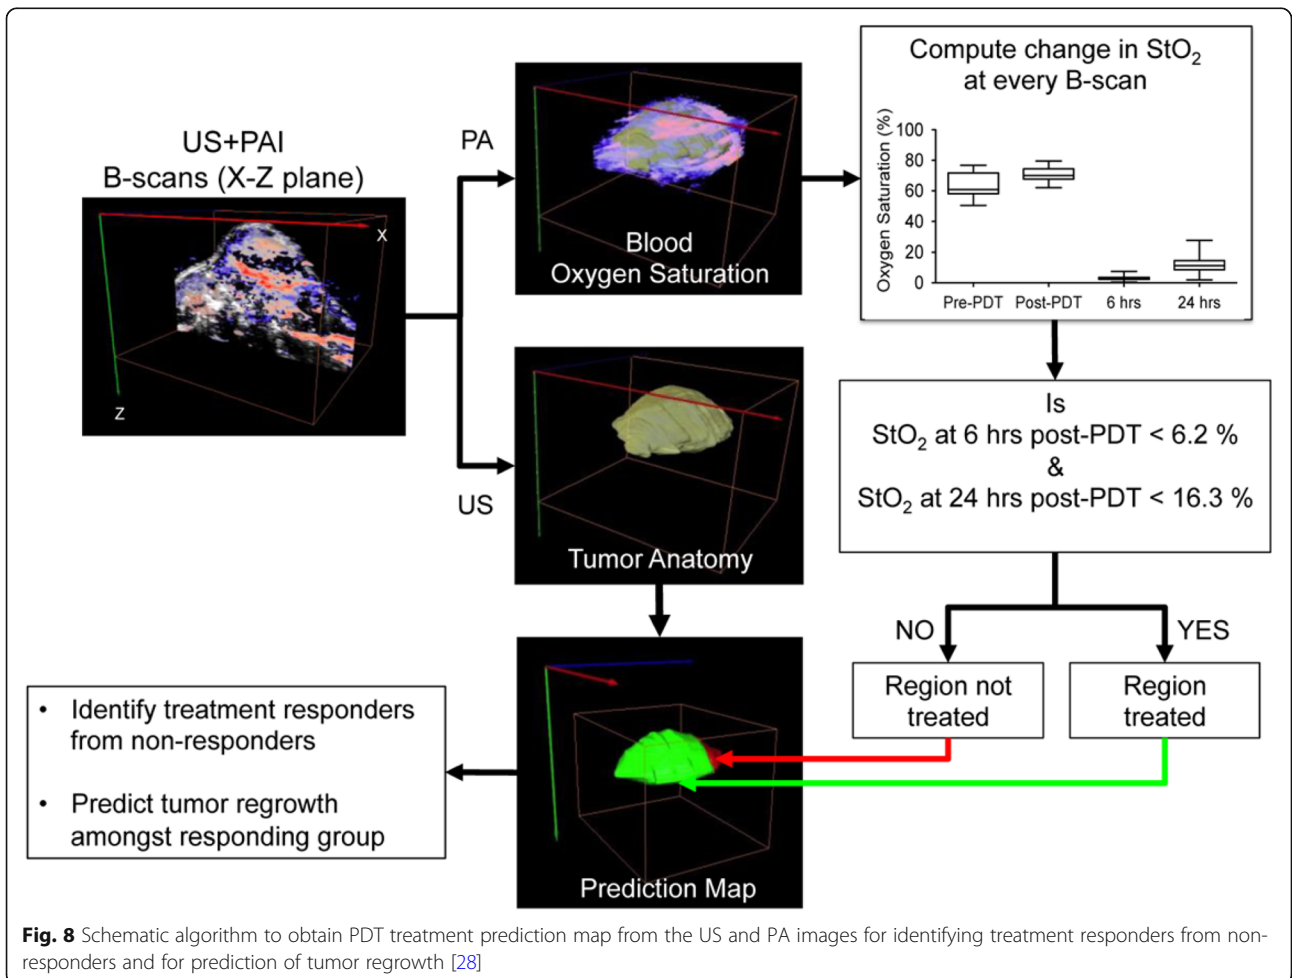 US+PAI
B-scans (X-Z plane)
X
Z
PA
US
Blood
Oxygen Saturation
Tumor Anatomy
Compute change in StO₂
at every B-scan
Oxygen Saturation (%)
100
80
60
40
20
0
Pre-PDT Post-PDT 6 hrs 24 hrs
Is
StO₂ at 6 hrs post-PDT < 6.2 %
&
StO₂ at 24 hrs post-PDT < 16.3 %
NO
YES
Region not
treated
Region
treated
Prediction Map
• Identify treatment responders
from non-responders
• Predict tumor regrowth
amongst responding group
Fig. 8 Schematic algorithm to obtain PDT treatment prediction map from the US and PA images for identifying treatment responders from non-
responders and for prediction of tumor regrowth [28]